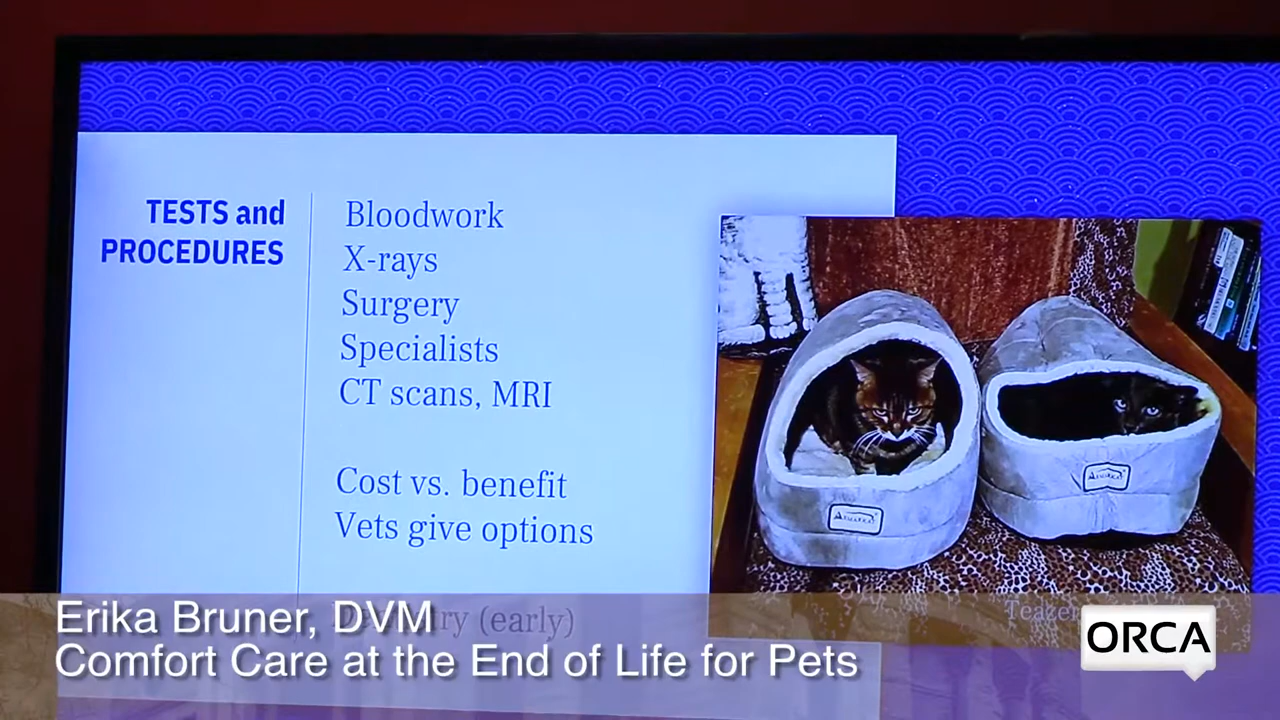 TESTS and
PROCEDURES
Bloodwork
X-rays
Surgery
Specialists
CT scans, MRI
Cost vs. benefit
Vets give options
(early)
Erika Bruner, DVM
Comfort Care at the End of Life for Pets
ORCA